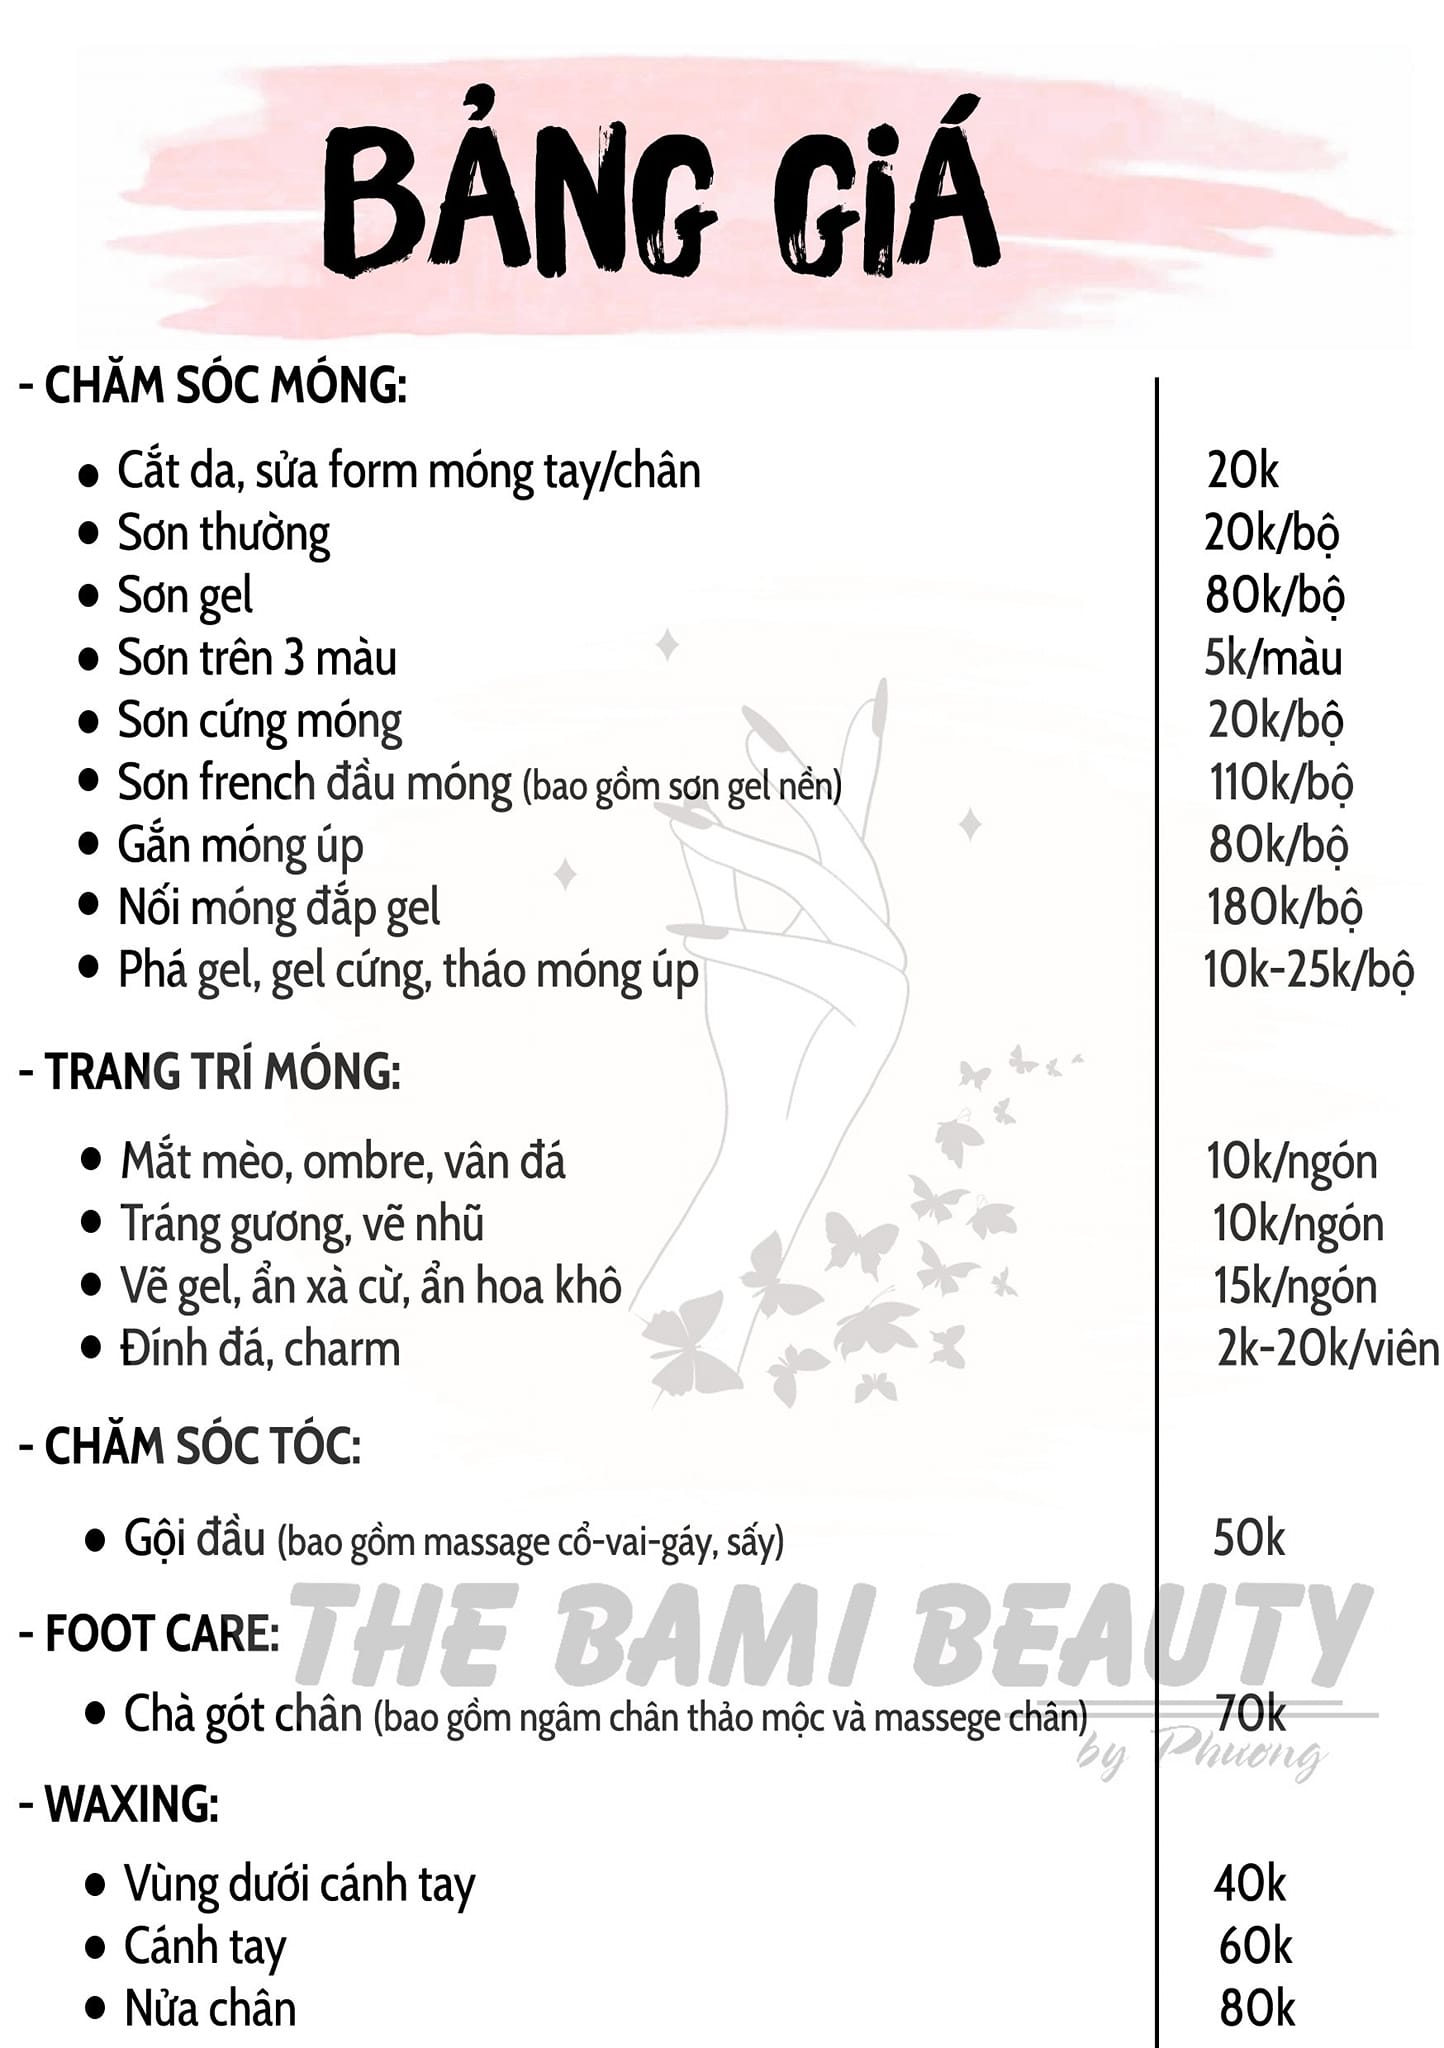 BẢNG GIÁ
- CHĂM SÓC MÓNG:
• Cắt da, sửa form móng tay/chân 20k
• Sơn thường 20k/bộ
• Sơn gel 80k/bộ
• Sơn trên 3 màu 5k/màu
• Sơn cứng móng 20k/bộ
• Sơn french đầu móng (bao gồm sơn gel nền) 110k/bộ
• Gắn móng úp 80k/bộ
• Nối móng đắp gel 180k/bộ
• Phá gel, gel cứng, tháo móng úp 10k-25k/bộ
- TRANG TRÍ MÓNG:
• Mắt mèo, ombre, vân đá 10k/ngón
• Tráng gương, vẽ nhũ 10k/ngón
• Vẽ gel, ẩn xà cừ, ẩn hoa khô 15k/ngón
• Đính đá, charm 2k-20k/viên
- CHĂM SÓC TÓC:
• Gội đầu (bao gồm massage cổ-vai-gáy, sấy) 50k
THE BAMI BEAUTY
- FOOT CARE:
• Chà gót chân (bao gồm ngâm chân thảo mộc và massege chân) 70k
by Phương
- WAXING:
• Vùng dưới cánh tay 40k
• Cánh tay 60k
• Nửa chân 80k